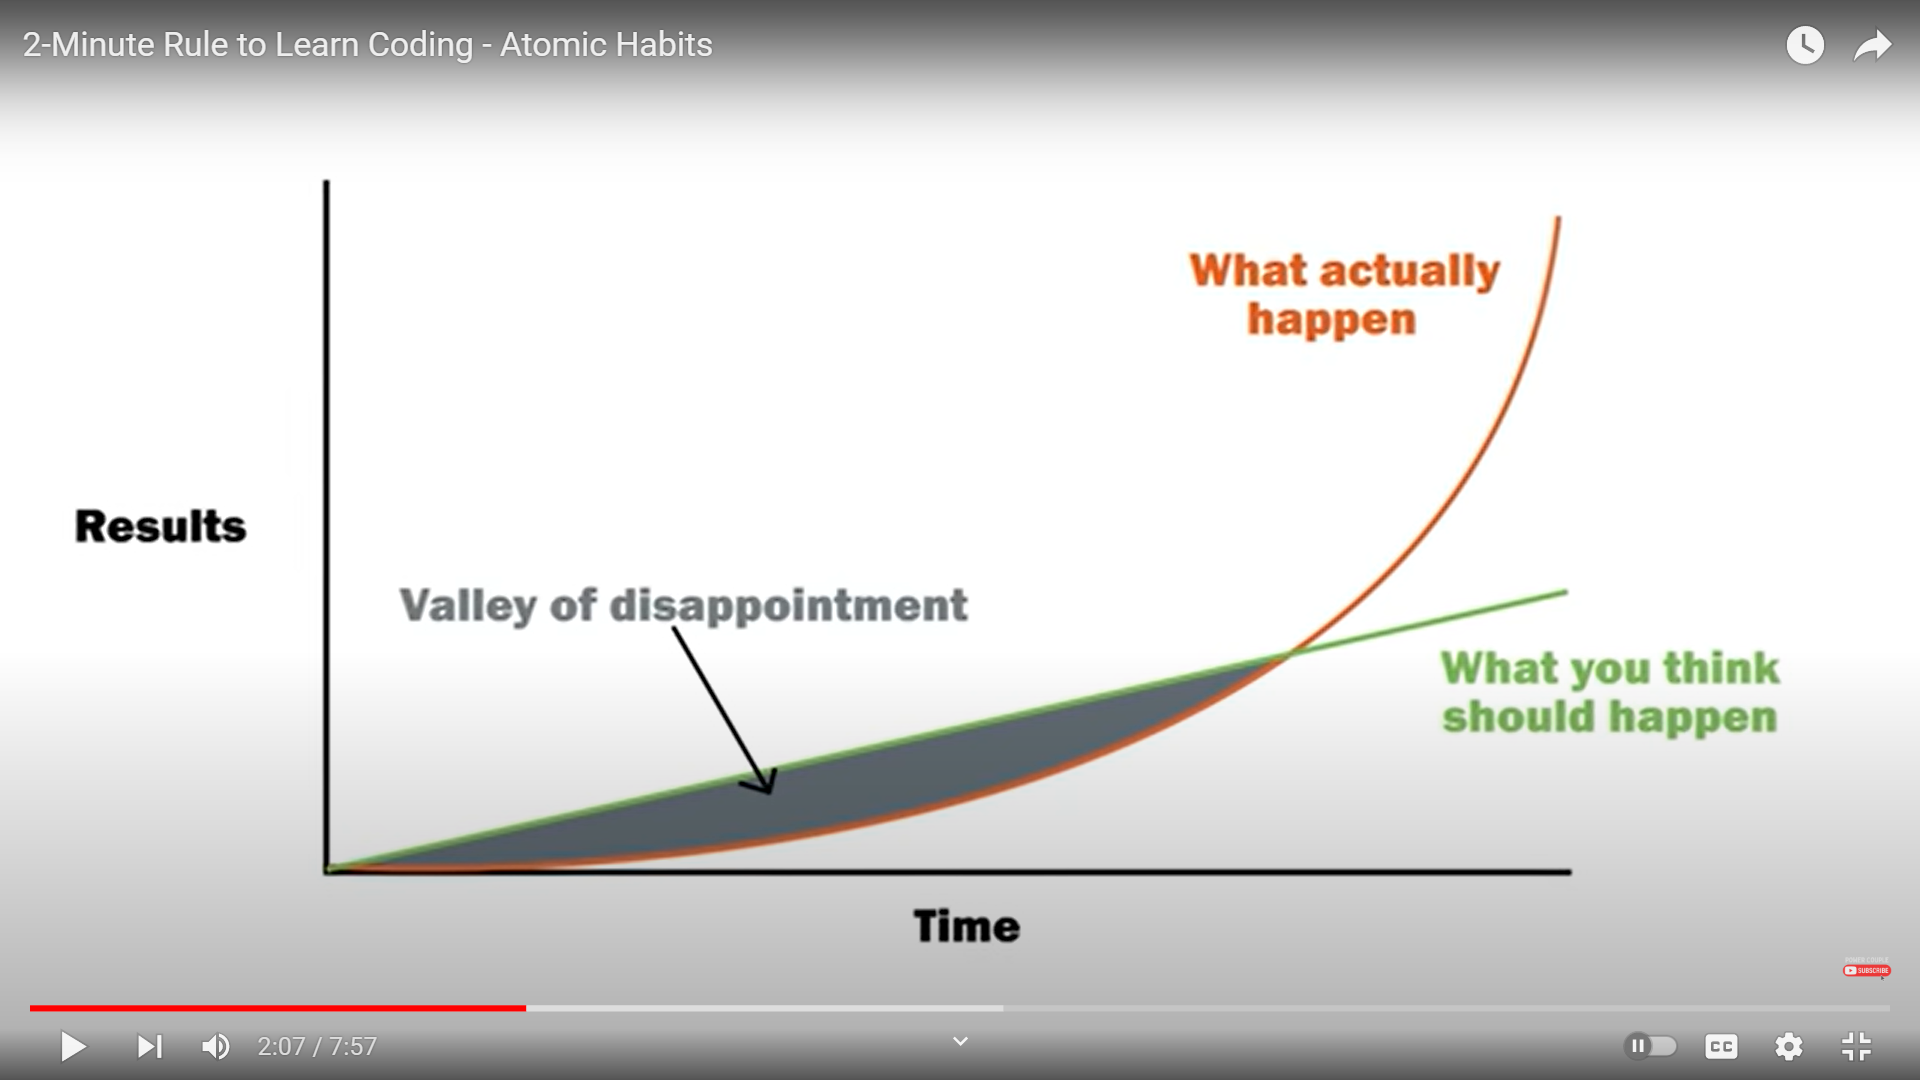 2-Minute Rule to Learn Coding - Atomic Habits
What actually
happen
Results
Valley of disappointment
What you think
should happen
Time
SUBSCRIBE
2:07 / 7:57
CC